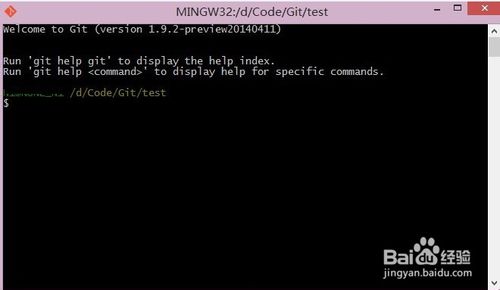 MINGW32:/d/Code/Git/test
Welcome to Git (version 1.9.2-preview20140411)
Run 'git help git' to display the help index.
Run 'git help <command>' to display help for specific commands.
/d/Code/Git/test
$
Baidu 经验
jingyan.baidu.com